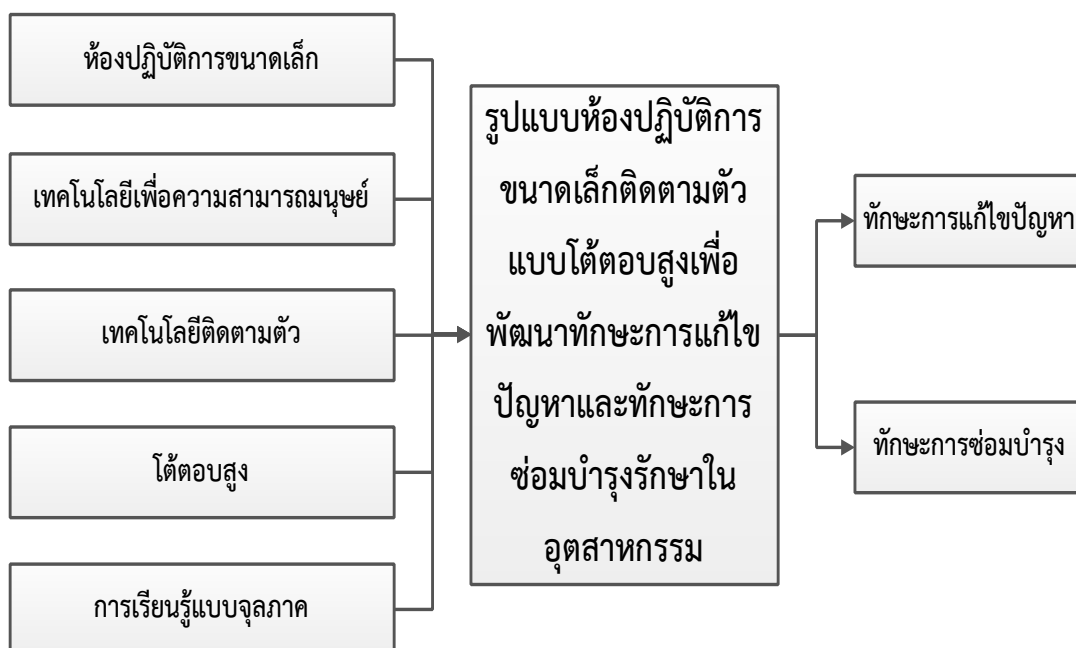 ห้องปฏิบัติการขนาดเล็ก
เทคโนโลยีเพื่อความสามารถมนุษย์
เทคโนโลยีติดตามตัว
โต้ตอบสูง
การเรียนรู้แบบจุลภาค
รูปแบบห้องปฏิบัติการ
ขนาดเล็กติดตามตัว
แบบโต้ตอบสูงเพื่อ
พัฒนาทักษะการแก้ไข
ปัญหาและทักษะการ
ซ่อมบำรุงรักษาใน
อุตสาหกรรม
ทักษะการแก้ไขปัญหา
ทักษะการซ่อมบำรุง